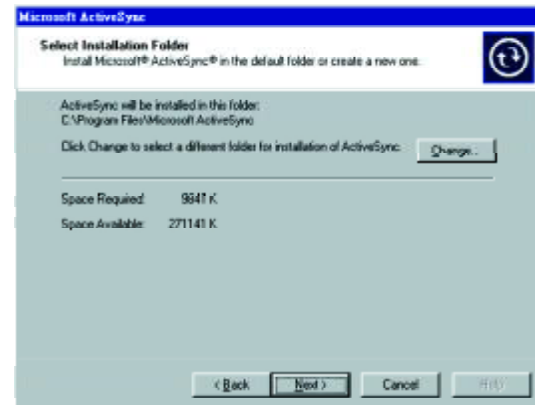 Microsoft ActiveSync
Select Installation Folder
Install Microsoft® ActiveSync® in the default folder or create a new one.
ActiveSync will be installed in this folder:
C:\Program Files\Microsoft ActiveSync
Click Change to select a different folder for installation of ActiveSync.
Change...
Space Required: 9847 K
Space Available: 271141 K
< Back
Next >
Cancel
Help